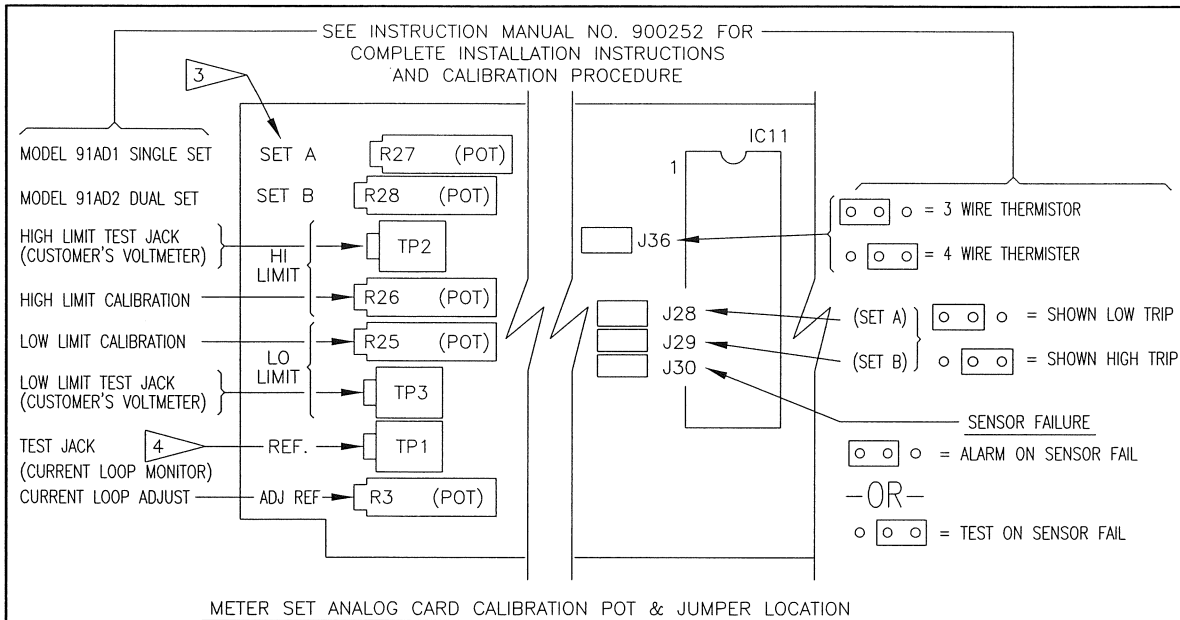 SEE INSTRUCTION MANUAL NO. 900252 FOR
COMPLETE INSTALLATION INSTRUCTIONS
AND CALIBRATION PROCEDURE
3
MODEL 91AD1 SINGLE SET
SET A
R27 (POT)
MODEL 91AD2 DUAL SET
SET B
R28 (POT)
HIGH LIMIT TEST JACK
(CUSTOMER'S VOLTMETER)
HI
LIMIT
TP2
HIGH LIMIT CALIBRATION
R26 (POT)
LOW LIMIT CALIBRATION
R25 (POT)
LO
LIMIT
LOW LIMIT TEST JACK
(CUSTOMER'S VOLTMETER)
TP3
TEST JACK
(CURRENT LOOP MONITOR)
4
REF.
TP1
CURRENT LOOP ADJUST
ADJ REF
R3 (POT)
IC11
1
J36
= 3 WIRE THERMISTOR
= 4 WIRE THERMISTER
J28
(SET A)
= SHOWN LOW TRIP
J29
(SET B)
= SHOWN HIGH TRIP
J30
SENSOR FAILURE
= ALARM ON SENSOR FAIL
-OR-
= TEST ON SENSOR FAIL
METER SET ANALOG CARD CALIBRATION POT & JUMPER LOCATION